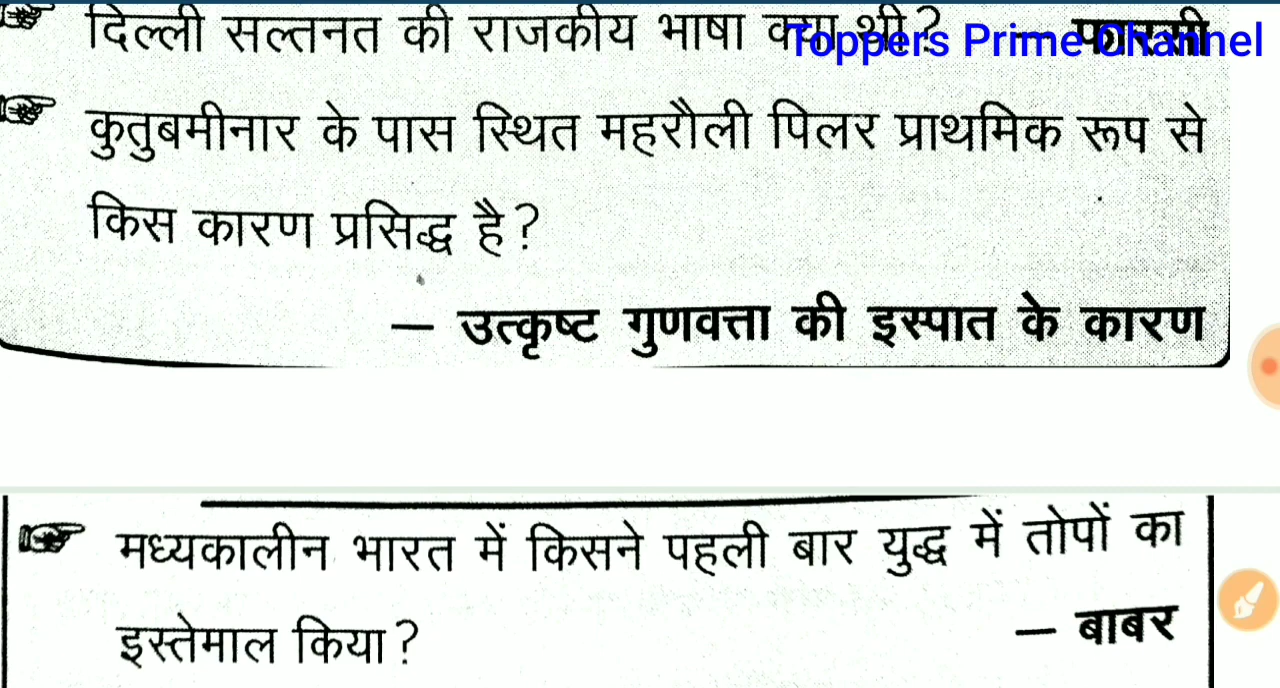 दिल्ली सल्तनत की राजकीय भाषा क्या थी? — फारसी
Toppers Prime Channel
कुतुबमीनार के पास स्थित महरौली पिलर प्राथमिक रूप से
किस कारण प्रसिद्ध है?
— उत्कृष्ट गुणवत्ता की इस्पात के कारण
मध्यकालीन भारत में किसने पहली बार युद्ध में तोपों का
इस्तेमाल किया? — बाबर